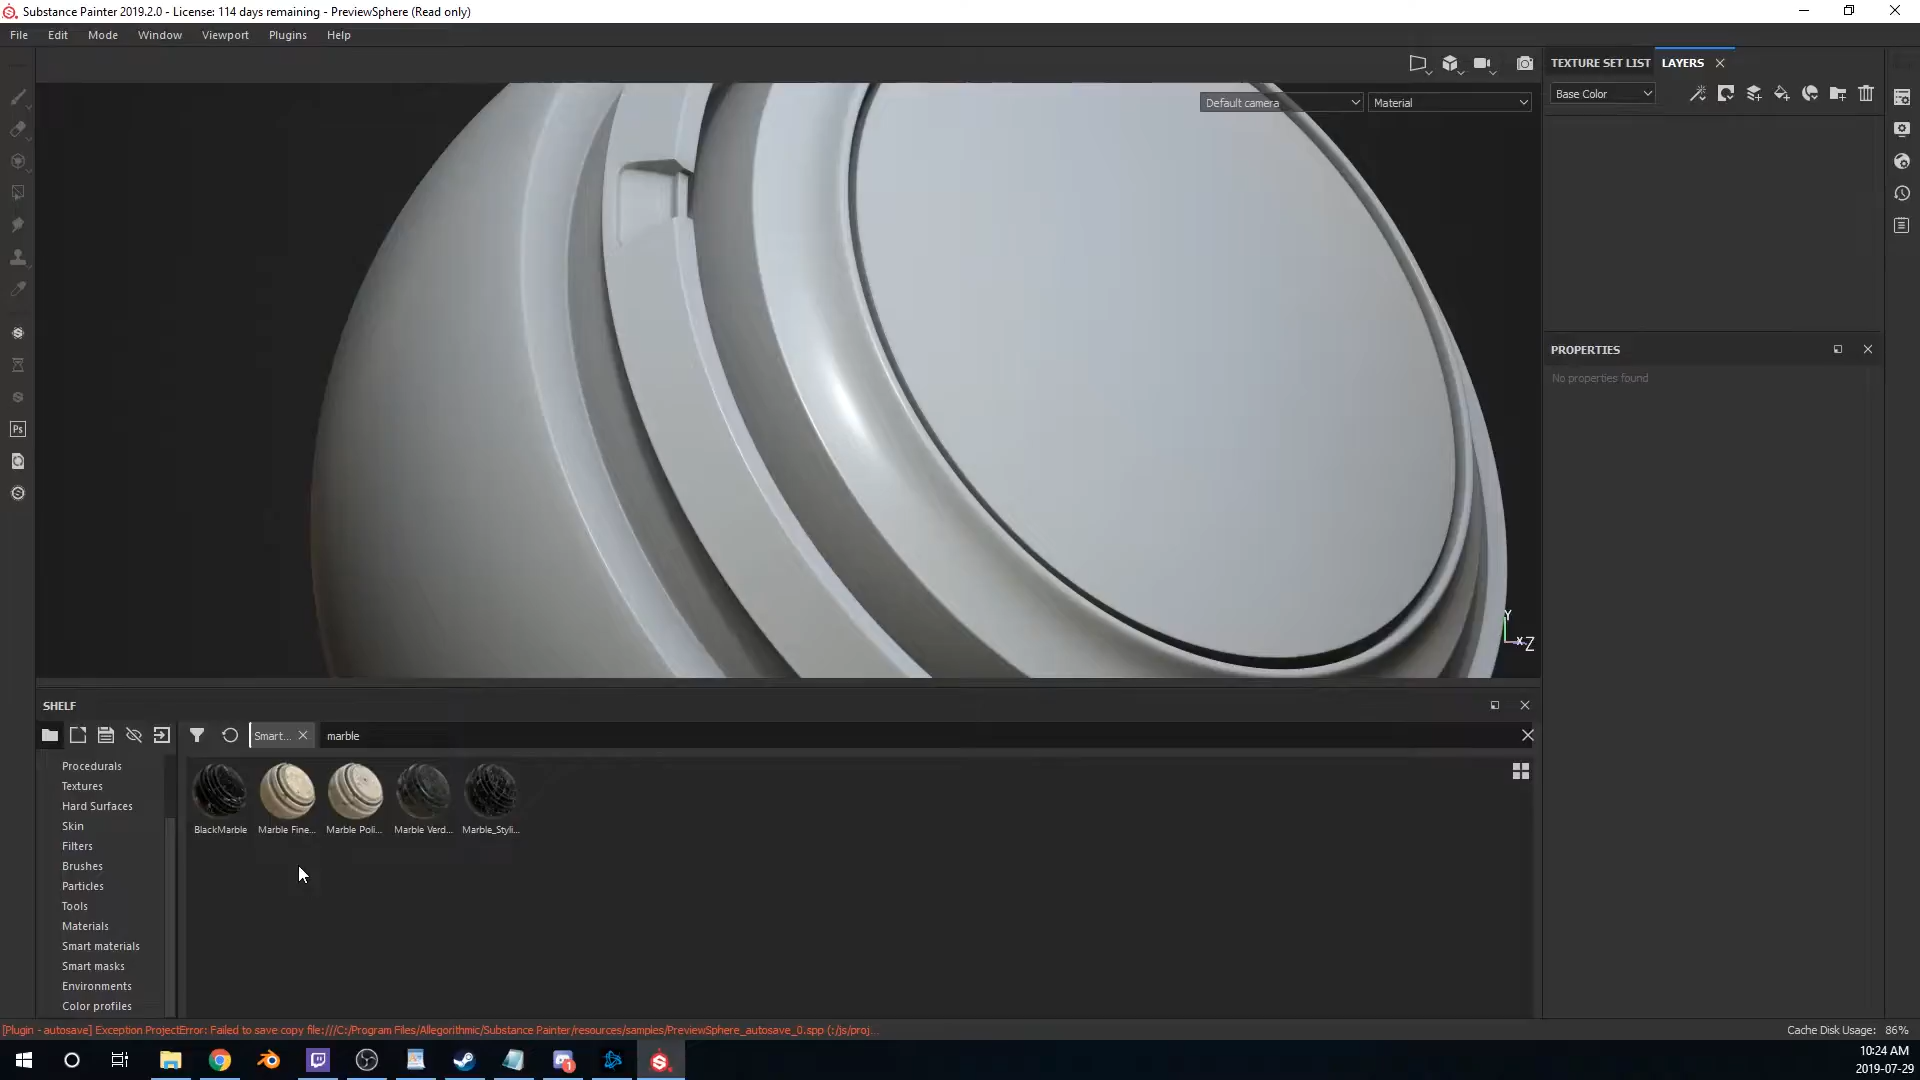 Substance Painter 2019.2.0 - License: 114 days remaining - PreviewSphere (Read only)
File Edit Mode Window Viewport Plugins Help
TEXTURE SET LIST LAYERS
Base Color
Default camera
Material
PROPERTIES
No properties found
Ps
Y
X
Z
SHELF
Smart...
marble
Procedurals
Textures
Hard Surfaces
Skin
Filters
Brushes
Particles
Tools
Materials
Smart materials
Smart masks
Environments
Color profiles
BlackMarble
Marble Fine...
Marble Poli...
Marble Verd...
Marble_Styli...
[Plugin - autosave] Exception ProjectError: Failed to save copy file:///C:/Program Files/Allegorithmic/Substance Painter/resources/samples/PreviewSphere_autosave_0.spp (:/js/proj...
Cache Disk Usage: 86%
10:24 AM
2019-07-29